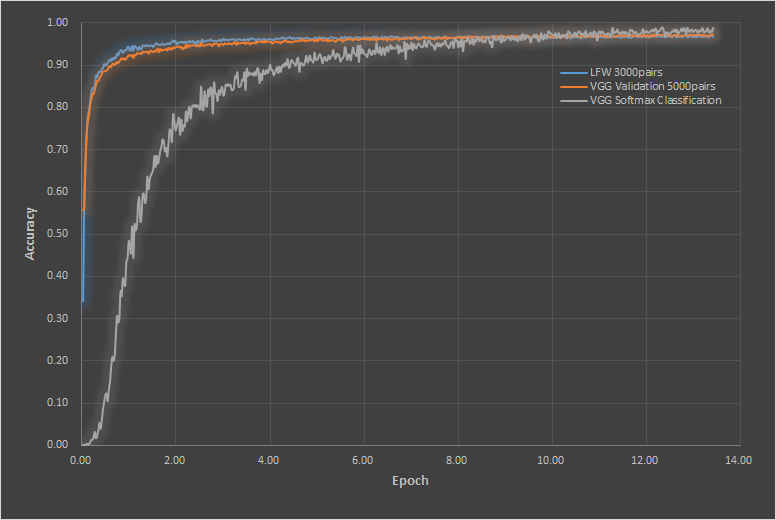 1.00
0.90
0.80
0.70
0.60
0.50
0.40
0.30
0.20
0.10
0.00
Accuracy
LFW 3000pairs
VGG Validation 5000pairs
VGG Softmax Classification
0.00 2.00 4.00 6.00 8.00 10.00 12.00 14.00
Epoch